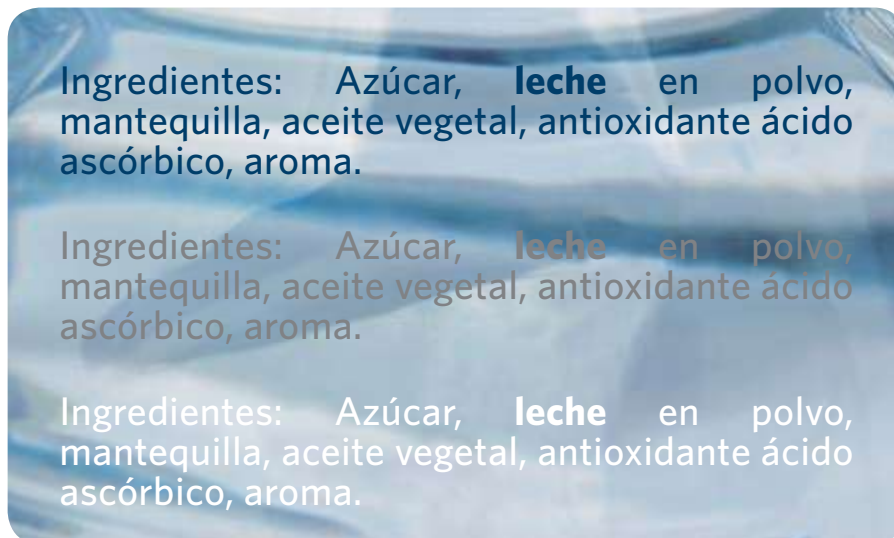 Ingredientes: Azúcar, leche en polvo,
mantequilla, aceite vegetal, antioxidante ácido
ascórbico, aroma.
Ingredientes: Azúcar, leche en polvo,
mantequilla, aceite vegetal, antioxidante ácido
ascórbico, aroma.
Ingredientes: Azúcar, leche en polvo,
mantequilla, aceite vegetal, antioxidante ácido
ascórbico, aroma.